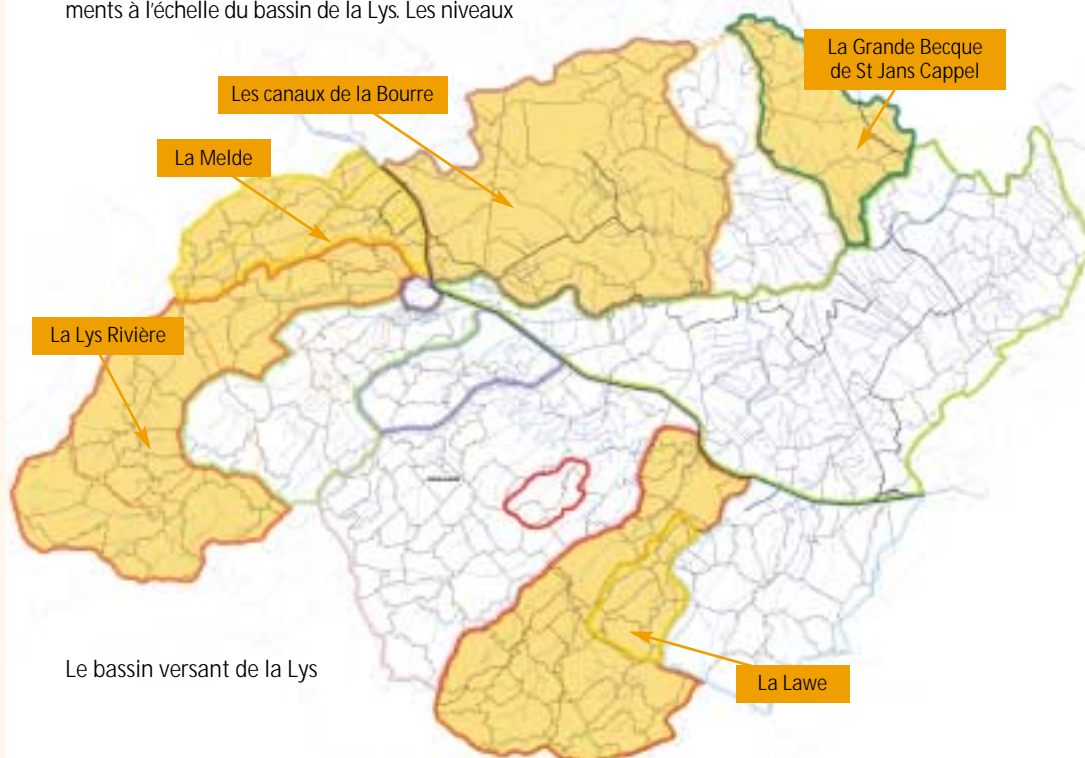 ments à l'échelle du bassin de la Lys. Les niveaux
La Grande Becque
de St Jans Cappel
Les canaux de la Bourre
La Melde
La Lys Rivière
Le bassin versant de la Lys
La Lawe